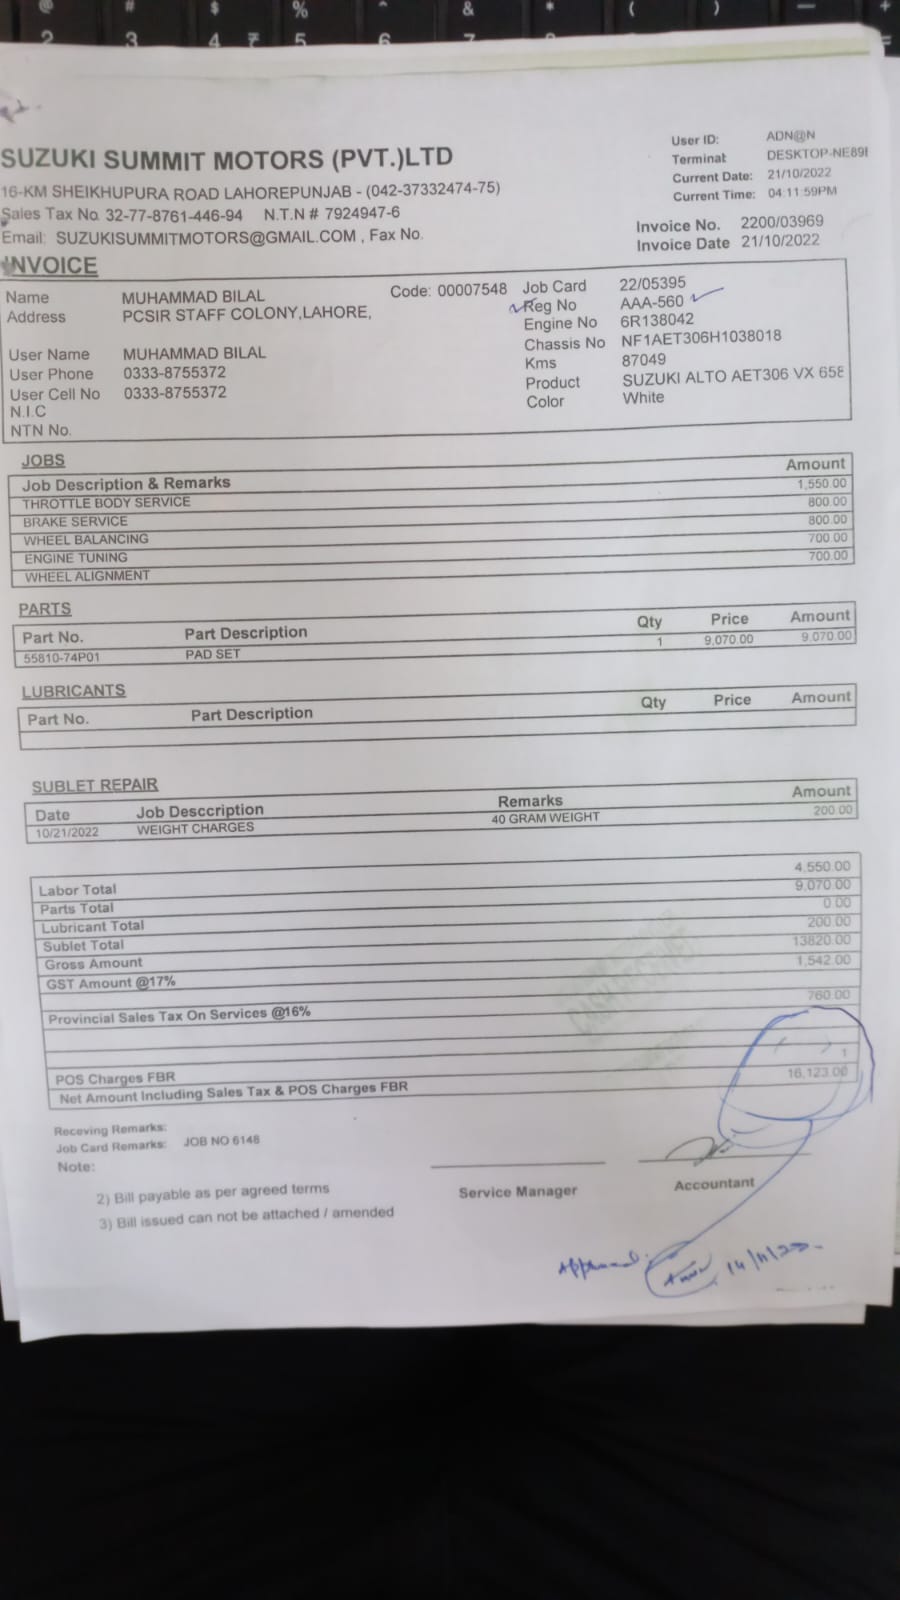 SUZUKI SUMMIT MOTORS (PVT.)LTD
16-KM SHEIKHUPURA ROAD LAHOREPUNJAB - (042-37332474-75)
Sales Tax No. 32-77-8761-446-94 N.T.N # 7924947-6
Email: SUZUKISUMMITMOTORS@GMAIL.COM , Fax No.
User ID: ADN@N
Terminal: DESKTOP-NE89
Current Date: 21/10/2022
Current Time: 04:11:59PM
Invoice No. 2200/03969
Invoice Date 21/10/2022
INVOICE
Name MUHAMMAD BILAL Code: 00007548
Address PCSIR STAFF COLONY,LAHORE,
User Name MUHAMMAD BILAL
User Phone 0333-8755372
User Cell No 0333-8755372
N.I.C
NTN No.
Job Card 22/05395
Reg No AAA-560
Engine No 6R138042
Chassis No NF1AET306H1038018
Kms 87049
Product SUZUKI ALTO AET306 VX 658
Color White
JOBS
Job Description & Remarks Amount
THROTTLE BODY SERVICE 1,550.00
BRAKE SERVICE 800.00
WHEEL BALANCING 800.00
ENGINE TUNING 700.00
WHEEL ALIGNMENT 700.00
PARTS
Part No. Part Description Qty Price Amount
55810-74P01 PAD SET 1 9,070.00 9,070.00
LUBRICANTS
Part No. Part Description Qty Price Amount
SUBLET REPAIR
Date Job Desccription Remarks Amount
10/21/2022 WEIGHT CHARGES 40 GRAM WEIGHT 200.00
Labor Total 4,550.00
Parts Total 9,070.00
Lubricant Total 0.00
Sublet Total 200.00
Gross Amount 13820.00
GST Amount @17% 1,542.00
Provincial Sales Tax On Services @16% 760.00
POS Charges FBR 1
Net Amount Including Sales Tax & POS Charges FBR 16,123.00
CASH RECEIVED
Receving Remarks:
Job Card Remarks: JOB NO 6148
Note:
2) Bill payable as per agreed terms
3) Bill issued can not be attached / amended
Service Manager
Accountant
Approved
14/11/22